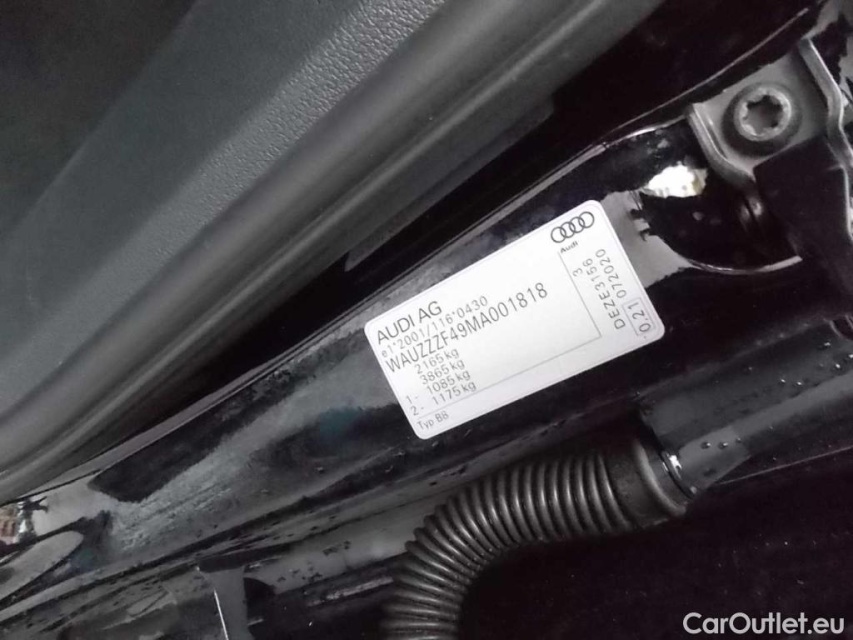 AUDI AG
e1*2001/116*0430
WAUZZZF49MA001818
2165 kg
3865 kg
1- 1085 kg
2- 1175 kg
Typ B8
Audi
3
DEZE3156
072020
0.21
CarOutlet.eu